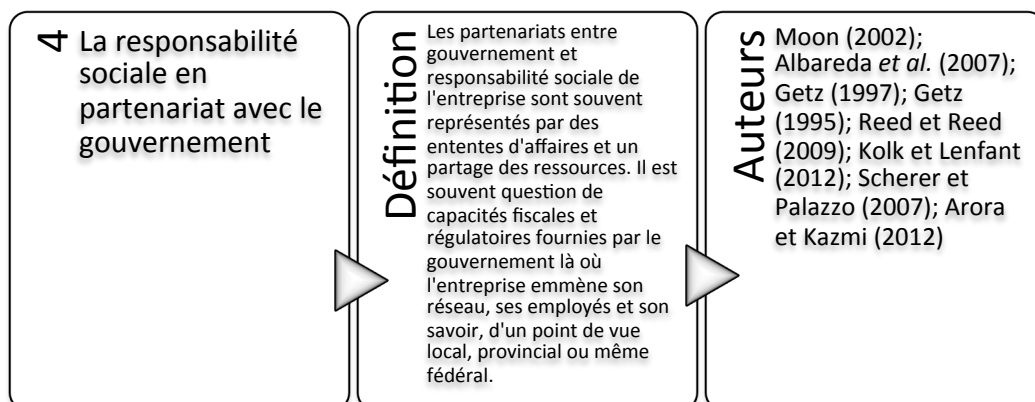 4
La responsabilité
sociale en
partenariat avec le
gouvernement
Définition
Les partenariats entre
gouvernement et
responsabilité sociale de
l'entreprise sont souvent
représentés par des
ententes d'affaires et un
partage des ressources. Il est
souvent question de
capacités fiscales et
régulatoires fournies par le
gouvernement là où
l'entreprise emmène son
réseau, ses employés et son
savoir, d'un point de vue
local, provincial ou même
fédéral.
Auteurs
Moon (2002);
Albareda et al. (2007);
Getz (1997); Getz
(1995); Reed et Reed
(2009); Kolk et Lenfant
(2012); Scherer et
Palazzo (2007); Arora
et Kazmi (2012)